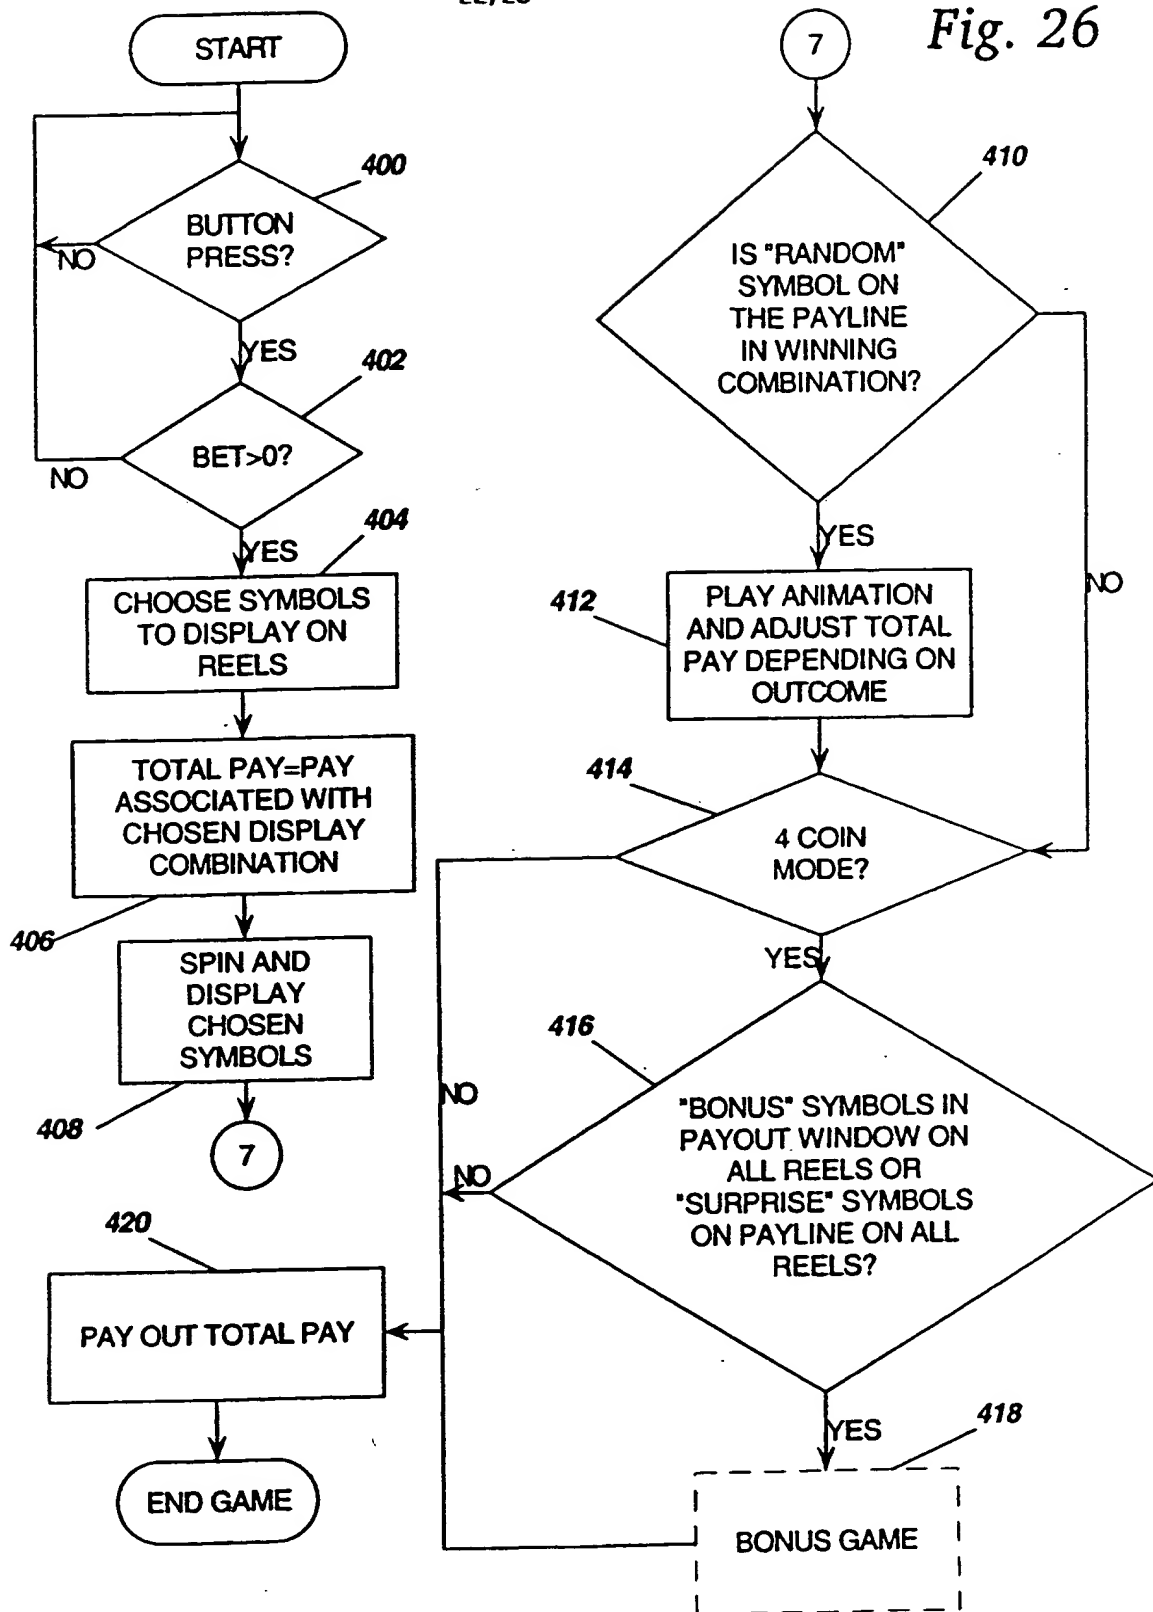 Fig. 26
START
400
BUTTON
PRESS?
NO
YES
402
BET>0?
NO
YES
404
CHOOSE SYMBOLS
TO DISPLAY ON
REELS
TOTAL PAY=PAY
ASSOCIATED WITH
CHOSEN DISPLAY
COMBINATION
406
SPIN AND
DISPLAY
CHOSEN
SYMBOLS
408
7
420
PAY OUT TOTAL PAY
END GAME
7
410
IS "RANDOM"
SYMBOL ON
THE PAYLINE
IN WINNING
COMBINATION?
YES
NO
412
PLAY ANIMATION
AND ADJUST TOTAL
PAY DEPENDING ON
OUTCOME
414
4 COIN
MODE?
YES
NO
416
"BONUS" SYMBOLS IN
PAYOUT WINDOW ON
ALL REELS OR
"SURPRISE" SYMBOLS
ON PAYLINE ON ALL
REELS?
NO
YES
418
BONUS GAME